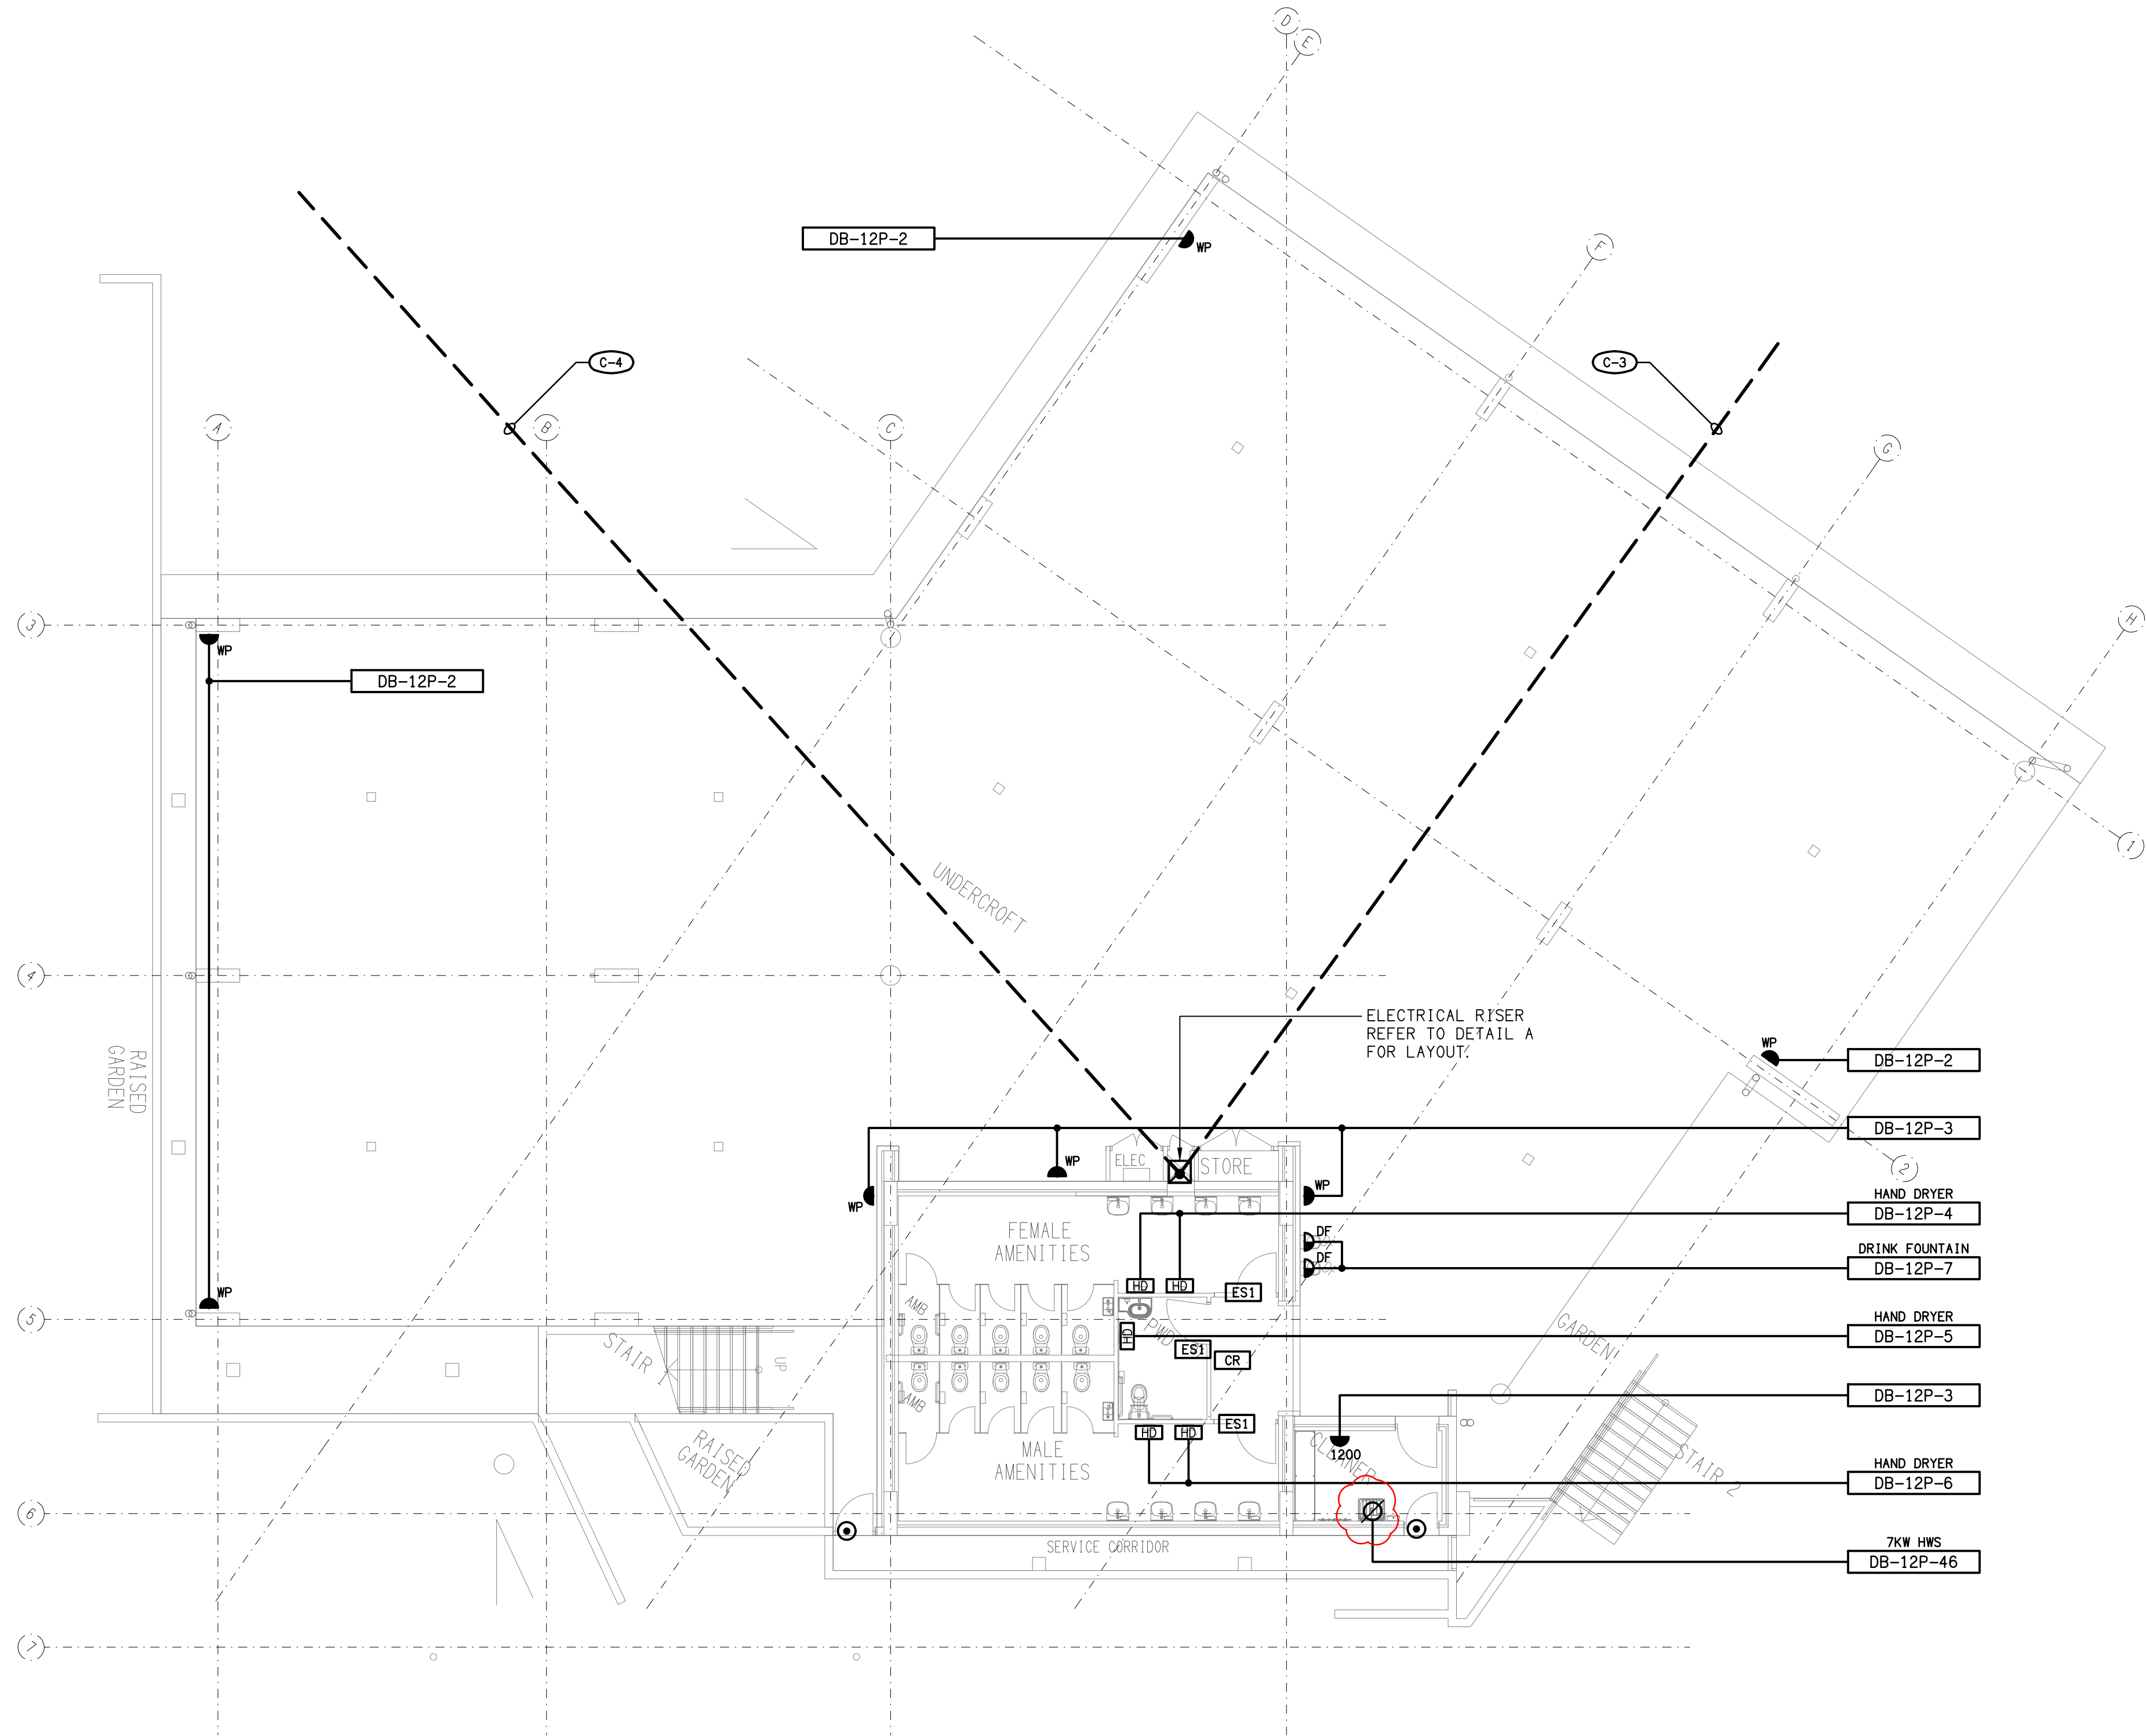 D
E
DB-12P-2
WP
F
C-4
C-3
A
B
C
G
3
WP
DB-12P-2
H
1
UNDERCROFT
4
ELECTRICAL RISER
REFER TO DETAIL A
FOR LAYOUT.
RAISED
GARDEN
WP
DB-12P-2
DB-12P-3
WP
ELEC
STORE
2
WP
WP
HAND DRYER
DB-12P-4
FEMALE
AMENITIES
DF
DF
DRINK FOUNTAIN
DB-12P-7
WP
HD
HD
ES1
5
AMB
PWD
HD
HAND DRYER
DB-12P-5
GARDEN
STAIR 1
UP
ES1
CR
AMB
DB-12P-3
ES1
HD
HD
RAISED
GARDEN
MALE
AMENITIES
CLEANER
1200
STAIR 2
HAND DRYER
DB-12P-6
6
SERVICE CORRIDOR
7KW HWS
DB-12P-46
7